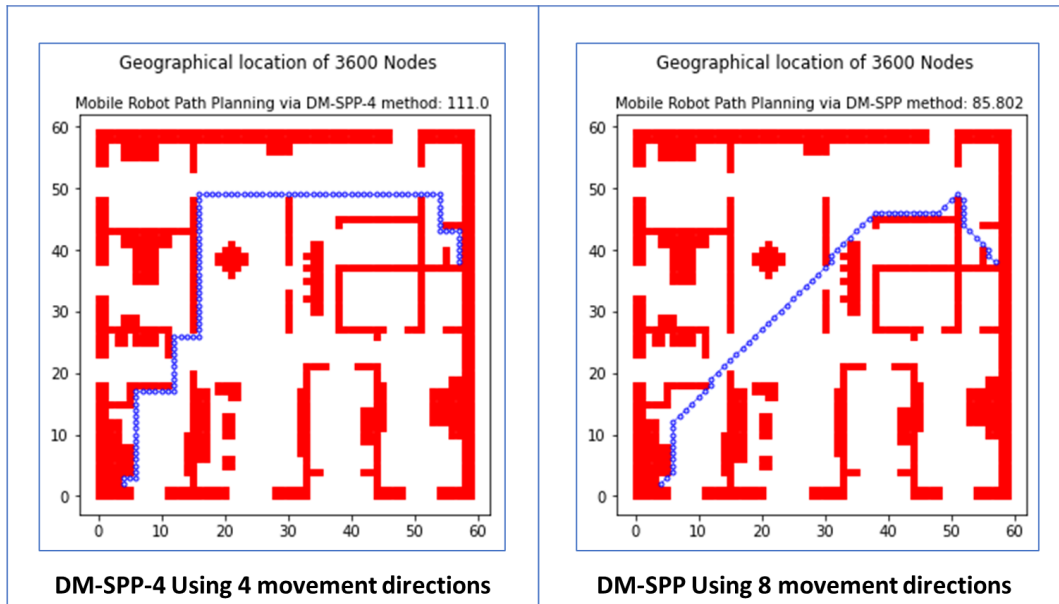 Geographical location of 3600 Nodes
Mobile Robot Path Planning via DM-SPP-4 method: 111.0
60
50
40
30
20
10
0
0 10 20 30 40 50 60
DM-SPP-4 Using 4 movement directions
Geographical location of 3600 Nodes
Mobile Robot Path Planning via DM-SPP method: 85.802
60
50
40
30
20
10
0
0 10 20 30 40 50 60
DM-SPP Using 8 movement directions